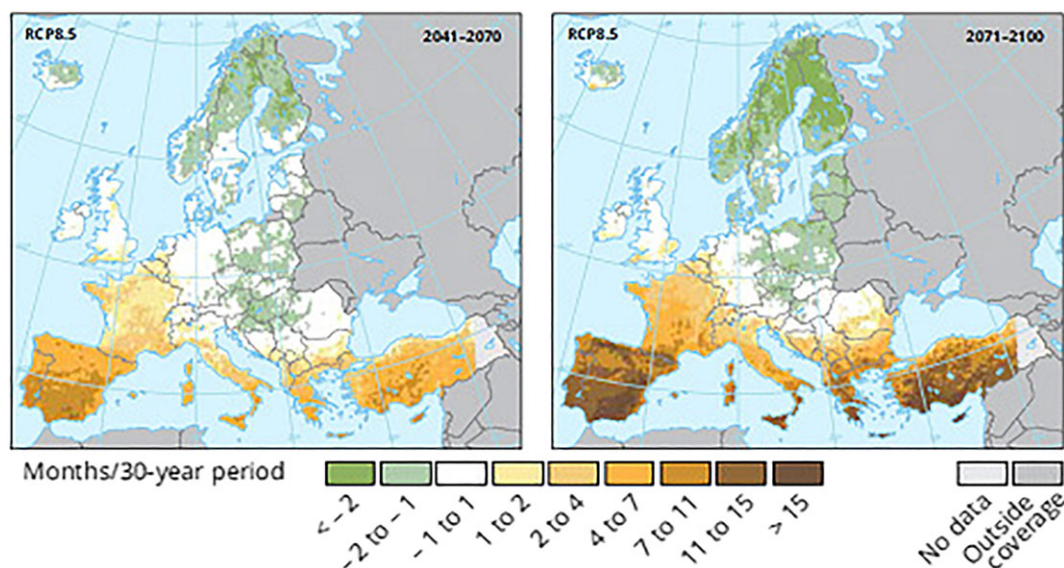 RCP8.5
2041–2070
RCP8.5
2071–2100
Months/30-year period
< – 2
– 2 to – 1
– 1 to 1
1 to 2
2 to 4
4 to 7
7 to 11
11 to 15
> 15
No data
Outside
coverage